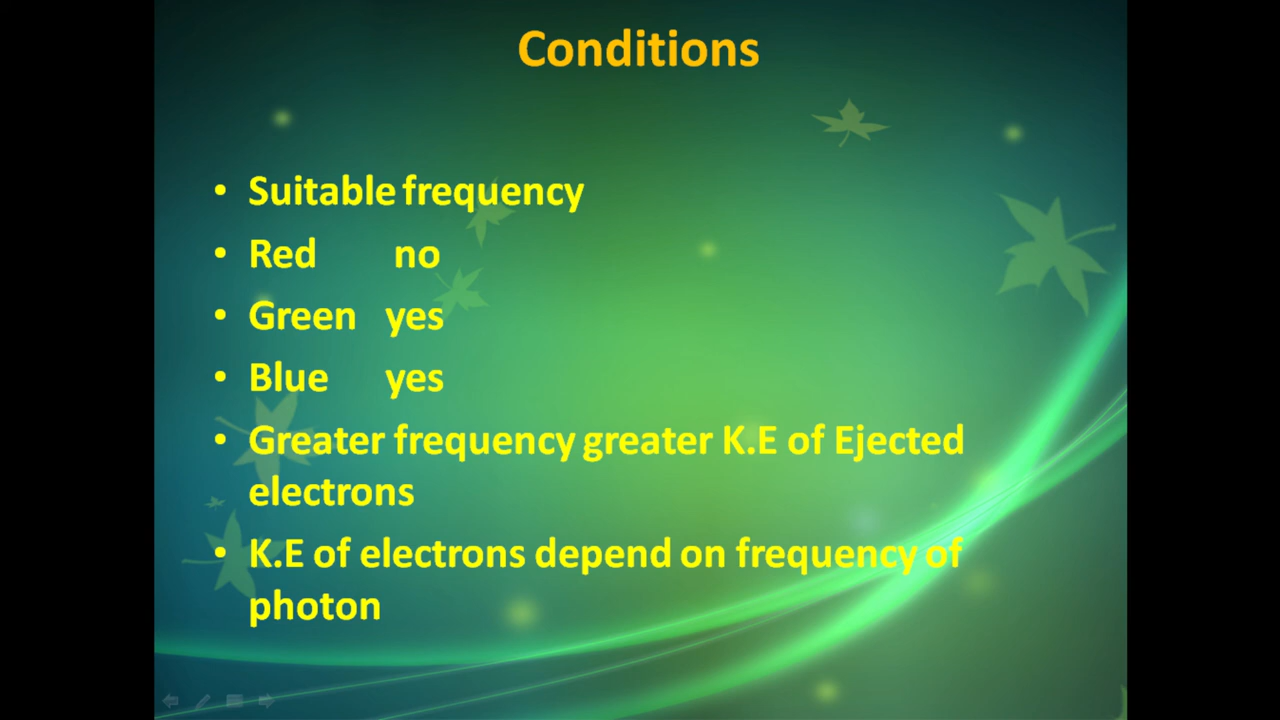 Conditions
• Suitable frequency
• Red no
• Green yes
• Blue yes
• Greater frequency greater K.E of Ejected
electrons
• K.E of electrons depend on frequency of
photon